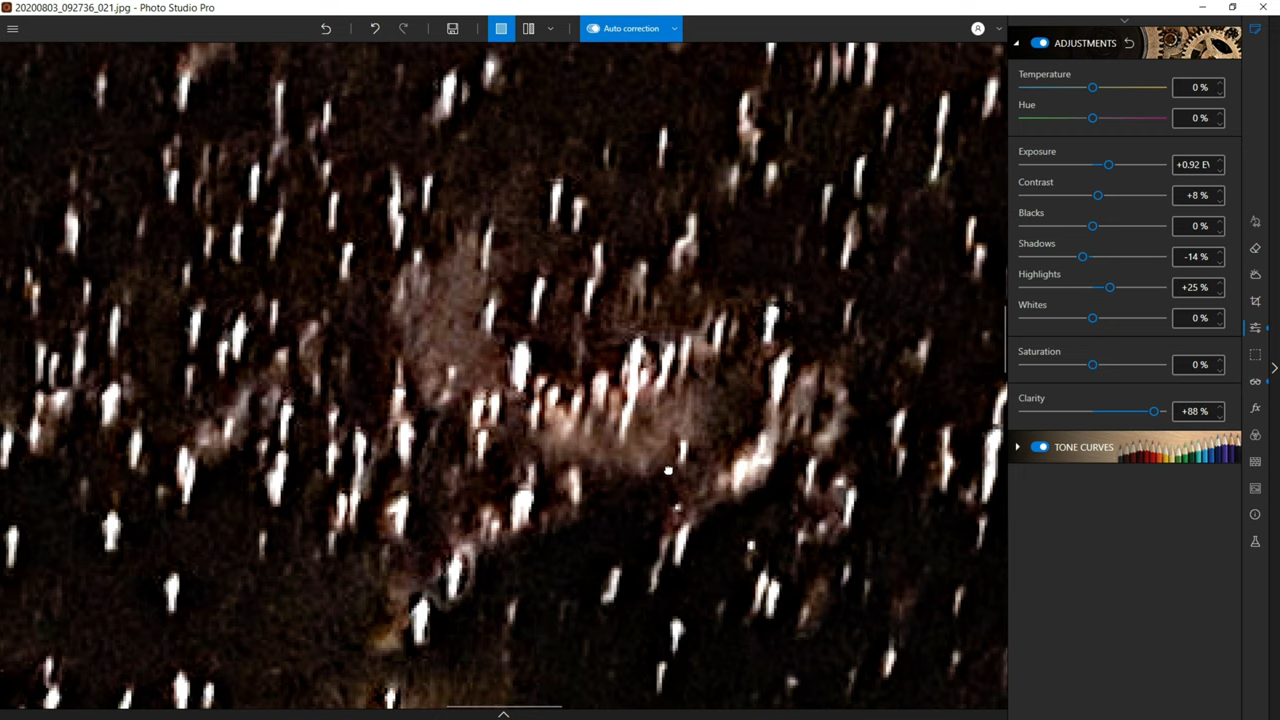 20200803_092736_021.jpg - Photo Studio Pro
Auto correction
ADJUSTMENTS
Temperature
0 %
Hue
0 %
Exposure
+0.92 E
Contrast
+8 %
Blacks
0 %
Shadows
-14 %
Highlights
+25 %
Whites
0 %
Saturation
0 %
Clarity
+88 %
TONE CURVES